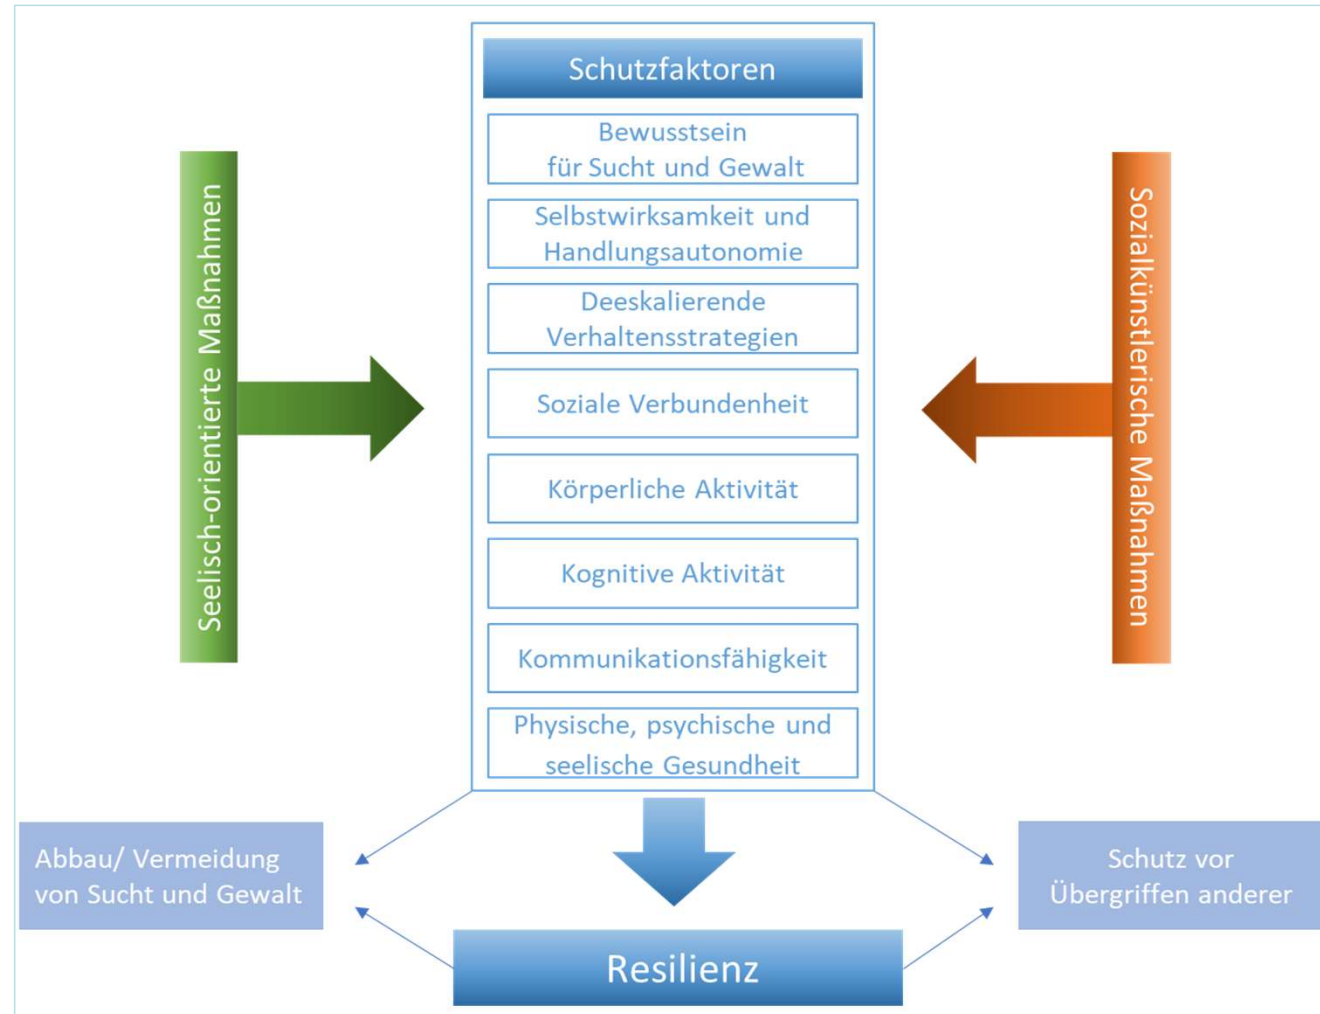 Schutzfaktoren
Bewusstsein
für Sucht und Gewalt
Selbstwirksamkeit und
Handlungsautonomie
Deeskalierende
Verhaltensstrategien
Soziale Verbundenheit
Körperliche Aktivität
Kognitive Aktivität
Kommunikationsfähigkeit
Physische, psychische und
seelische Gesundheit
Seelisch-orientierte Maßnahmen
Sozialkünstlerische Maßnahmen
Abbau/ Vermeidung
von Sucht und Gewalt
Schutz vor
Übergriffen anderer
Resilienz